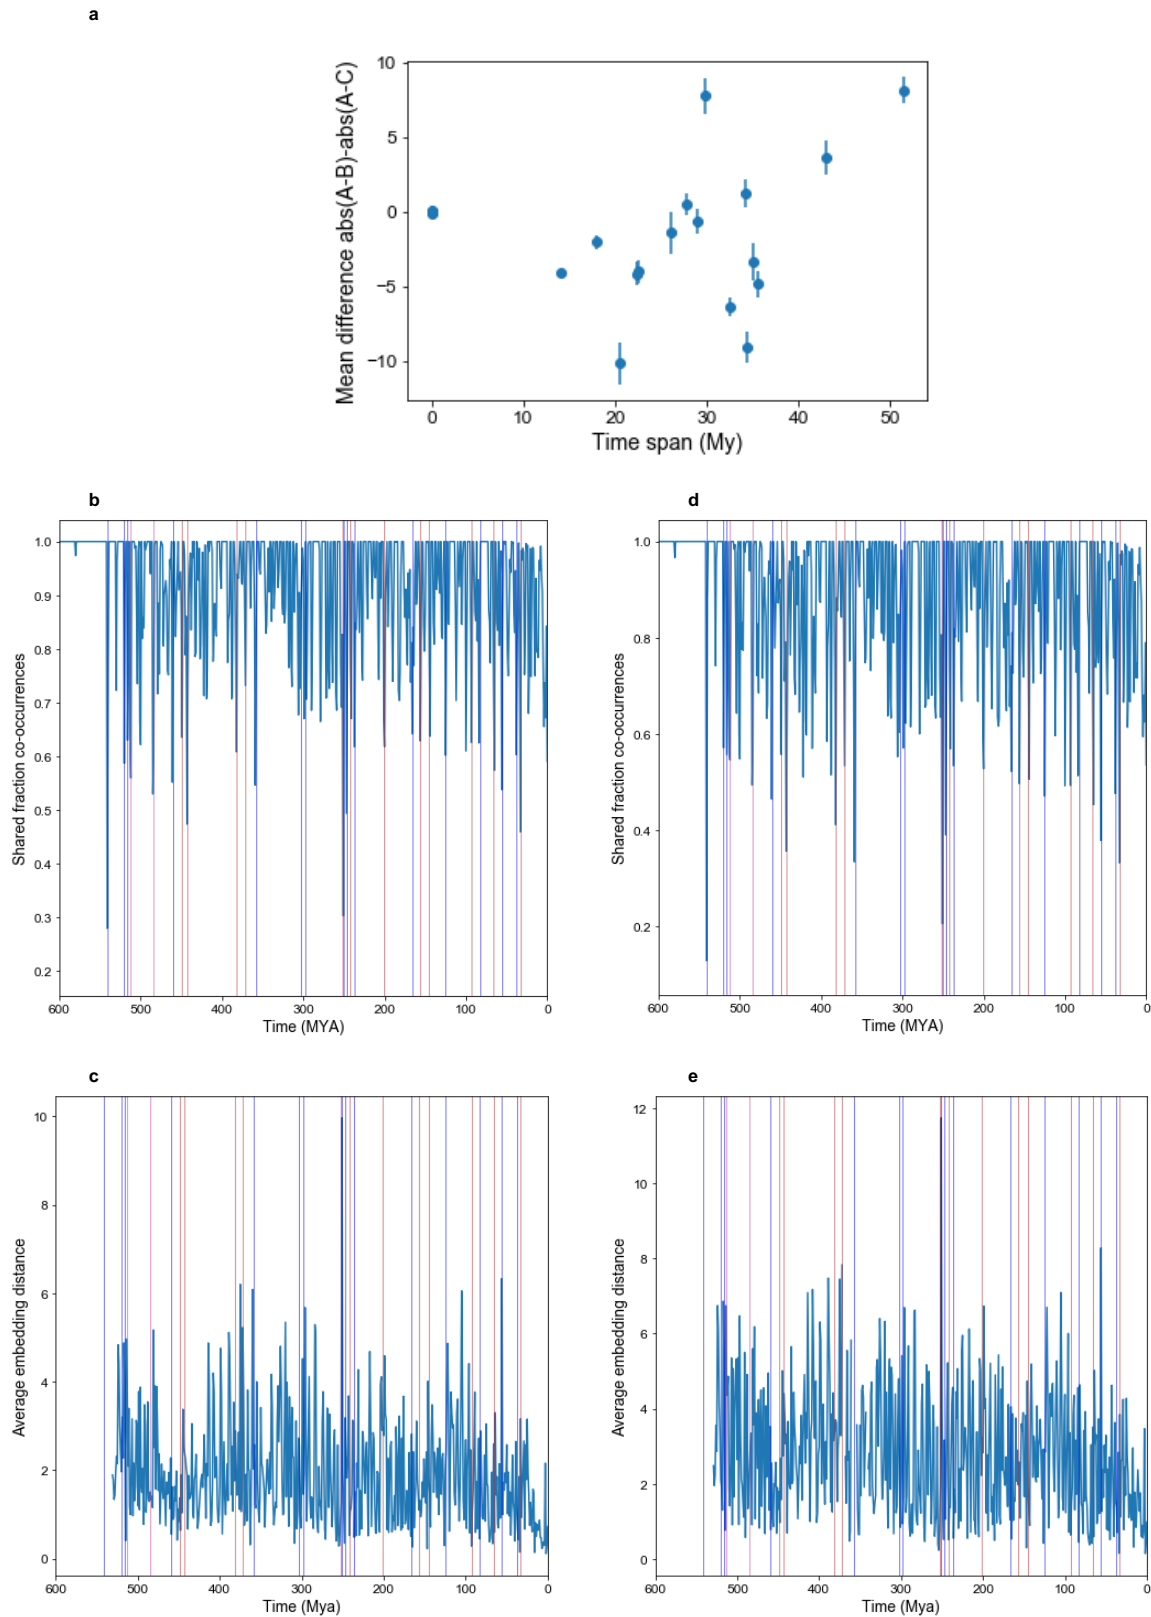 a
Mean difference abs(A-B)-abs(A-C)
10
5
0
−5
−10
0 10 20 30 40 50
Time span (My)
b
Shared fraction co-occurrences
1.0
0.9
0.8
0.7
0.6
0.5
0.4
0.3
0.2
600 500 400 300 200 100 0
Time (MYA)
d
Shared fraction co-occurrences
1.0
0.8
0.6
0.4
0.2
600 500 400 300 200 100 0
Time (MYA)
c
Average embedding distance
10
8
6
4
2
0
600 500 400 300 200 100 0
Time (Mya)
e
Average embedding distance
12
10
8
6
4
2
0
600 500 400 300 200 100 0
Time (Mya)